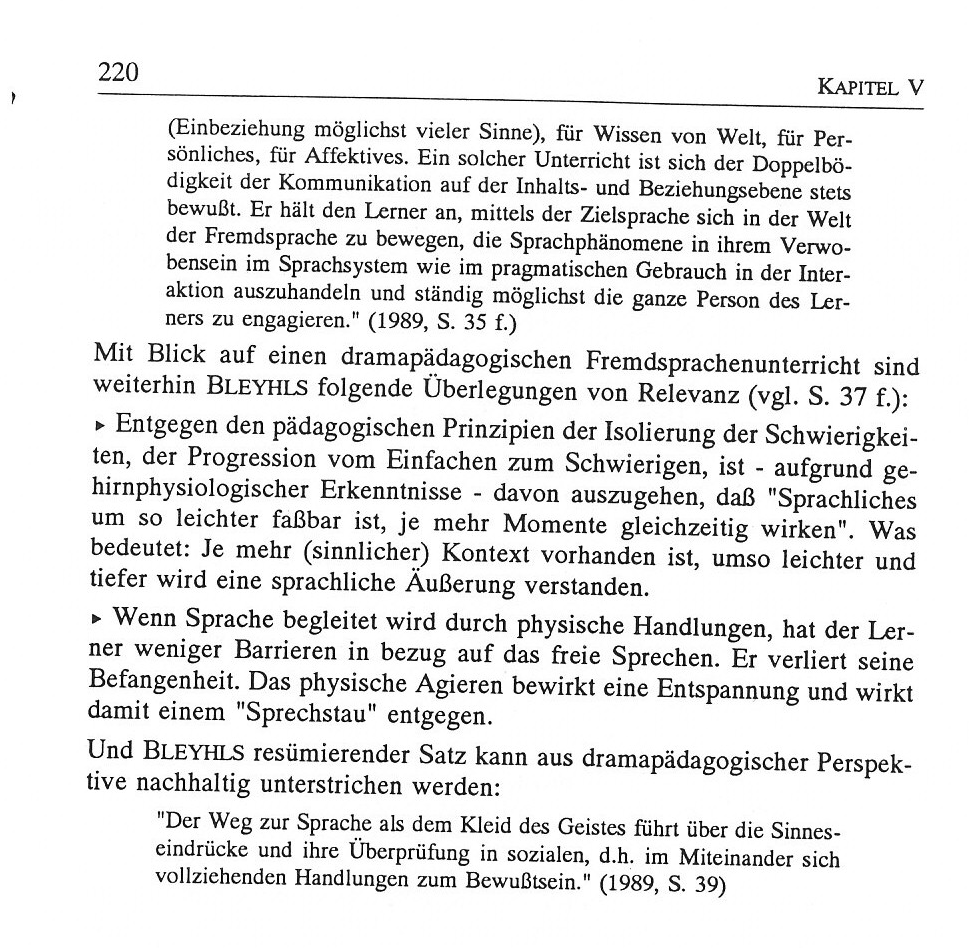 220
KAPITEL V
(Einbeziehung möglichst vieler Sinne), für Wissen von Welt, für Per-
sönliches, für Affektives. Ein solcher Unterricht ist sich der Doppelbö-
digkeit der Kommunikation auf der Inhalts- und Beziehungsebene stets
bewußt. Er hält den Lerner an, mittels der Zielsprache sich in der Welt
der Fremdsprache zu bewegen, die Sprachphänomene in ihrem Verwo-
bensein im Sprachsystem wie im pragmatischen Gebrauch in der Inter-
aktion auszuhandeln und ständig möglichst die ganze Person des Ler-
ners zu engagieren." (1989, S. 35 f.)
Mit Blick auf einen dramapädagogischen Fremdsprachenunterricht sind
weiterhin BLEYHLS folgende Überlegungen von Relevanz (vgl. S. 37 f.):
▸ Entgegen den pädagogischen Prinzipien der Isolierung der Schwierigkei-
ten, der Progression vom Einfachen zum Schwierigen, ist - aufgrund ge-
hirnphysiologischer Erkenntnisse - davon auszugehen, daß "Sprachliches
um so leichter faßbar ist, je mehr Momente gleichzeitig wirken". Was
bedeutet: Je mehr (sinnlicher) Kontext vorhanden ist, umso leichter und
tiefer wird eine sprachliche Äußerung verstanden.
▸ Wenn Sprache begleitet wird durch physische Handlungen, hat der Ler-
ner weniger Barrieren in bezug auf das freie Sprechen. Er verliert seine
Befangenheit. Das physische Agieren bewirkt eine Entspannung und wirkt
damit einem "Sprechstau" entgegen.
Und BLEYHLS resümierender Satz kann aus dramapädagogischer Perspek-
tive nachhaltig unterstrichen werden:
"Der Weg zur Sprache als dem Kleid des Geistes führt über die Sinnes-
eindrücke und ihre Überprüfung in sozialen, d.h. im Miteinander sich
vollziehenden Handlungen zum Bewußtsein." (1989, S. 39)